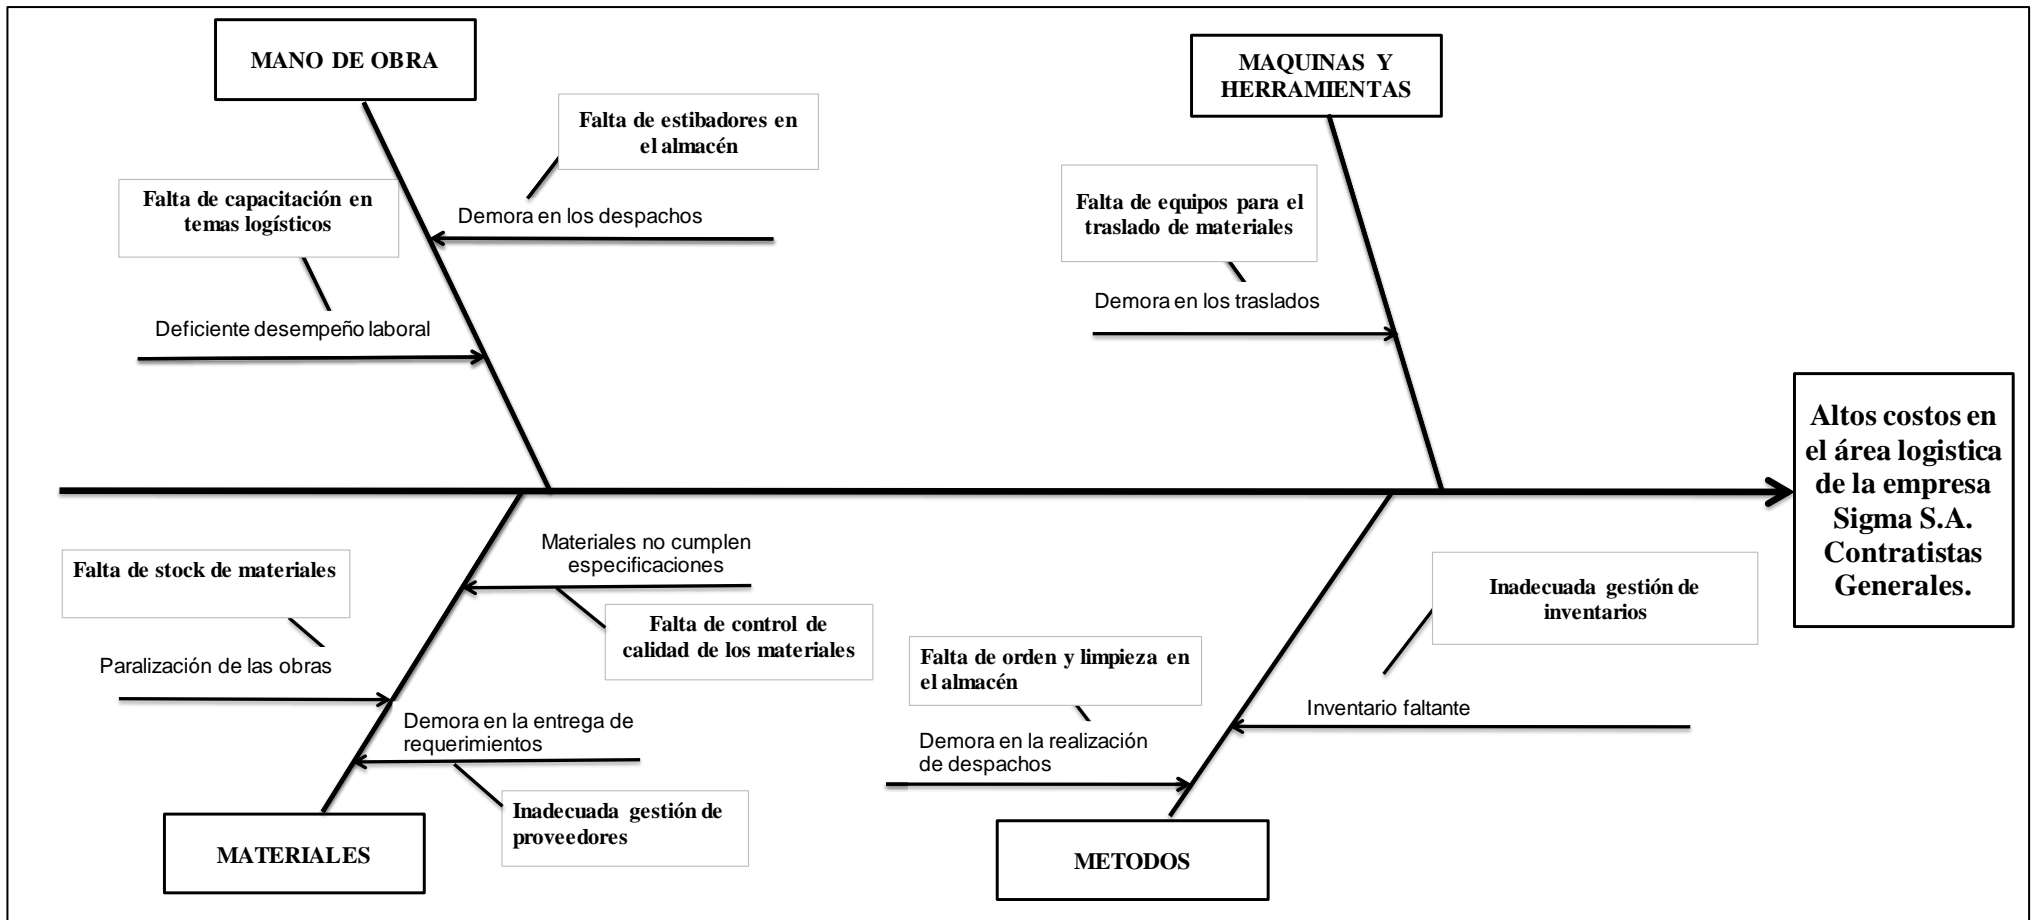 MANO DE OBRA
MAQUINAS Y
HERRAMIENTAS
Falta de estibadores en
el almacén
Falta de capacitación en
temas logísticos
Demora en los despachos
Falta de equipos para el
traslado de materiales
Demora en los traslados
Deficiente desempeño laboral
Altos costos en
el área logistica
de la empresa
Sigma S.A.
Contratistas
Generales.
Materiales no cumplen
especificaciones
Falta de stock de materiales
Falta de control de
calidad de los materiales
Paralización de las obras
Demora en la entrega de
requerimientos
Inadecuada gestión de
proveedores
Inadecuada gestión de
inventarios
Falta de orden y limpieza en
el almacén
Inventario faltante
Demora en la realización
de despachos
MATERIALES
METODOS